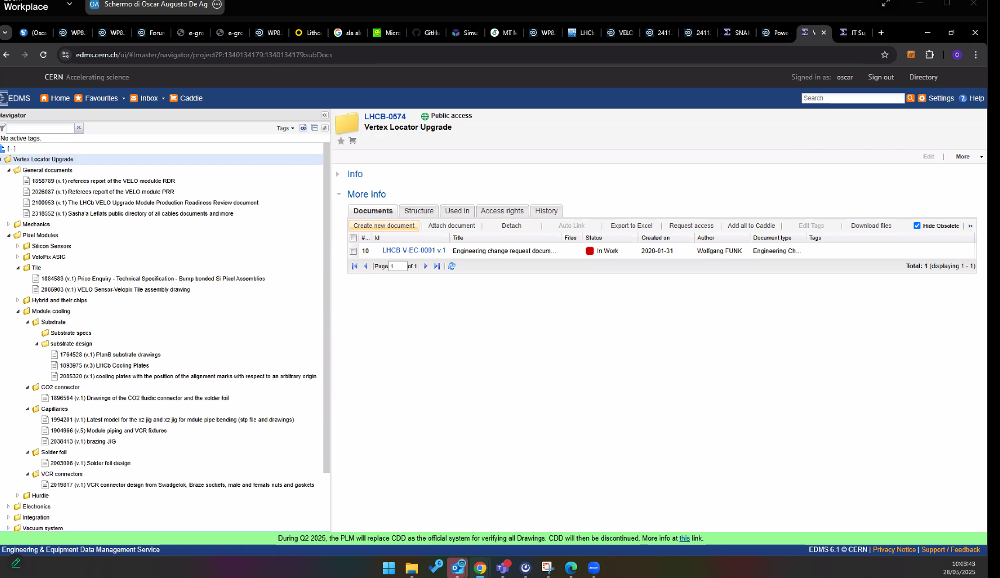 Workplace
OA Schermo di Oscar Augusto De Ag
(Osca WP8. WP8. Forum e-gro e-gro WP8. Litho: sla al Micro GitHu Simu MT M WP8. LHCb VELO 2411 2411 SNA Powe V IT Su
edms.cern.ch/ui/#!master/navigator/project?P:1340134179:1340134179:subDocs
CERN Accelerating science
Signed in as: oscar Sign out Directory
EDMS Home Favourites Inbox Caddie
Search Settings Help
Navigator
Tags
No active tags.
[...]
Vertex Locator Upgrade
General documents
1858789 (v.1) referees report of the VELO modukle RDR
2026087 (v.1) Referees report of the VELO module PRR
2100953 (v.1) The LHCb VELO Upgrade Module Production Readiness Review document
2318552 (v.1) Sasha'a Leflats public directory of all cables documents and more
Mechanics
Pixel Modules
Silicon Sensors
VeloPix ASIC
Tile
1884583 (v.1) Price Enquiry - Technical Specification - Bump bonded Si Pixel Assemblies
2086903 (v.1) VELO Sensor-Velopix Tile assembly drawing
Hybrid and their chips
Module cooling
Substrate
Substrate specs
substrate design
1764528 (v.1) PlanB substrate drawings
1893975 (v.3) LHCb Cooling Plates
2085320 (v.1) cooling plates with the position of the alignment marks with respect to an arbitrary origin
CO2 connector
1896564 (v.1) Drawings of the CO2 fluidic connector and the solder foil
Capillaries
1994201 (v.1) Latest model for the xz jig and xz jig for mdule pipe bending (stp file and drawings)
1904966 (v.5) Module piping and VCR fixtures
2038413 (v.1) brazing JIG
Solder foil
2003006 (v.1) Solder foil design
VCR connectors
2019817 (v.1) VCR connector design from Swadgelok, Braze sockets, male and femals nuts and gaskets
Hurdle
Electronics
Integration
Vacuum system
LHCB-0574 Public access
Vertex Locator Upgrade
Edit More
Info
More info
Documents Structure Used in Access rights History
Create new document Attach document Detach Auto Link Export to Excel Request access Add all to Caddie Edit Tags Download files Hide Obsolete »
#... Id Title Files Status Created on Author Document type Tags
10 LHCB-V-EC-0001 v.1 Engineering change request docum... In Work 2020-01-31 Wolfgang FUNK Engineering Ch...
Page 1 of 1
Total: 1 (displaying 1 - 1)
During Q2 2025, the PLM will replace CDD as the official system for verifying all Drawings. CDD will then be discontinued. More info at this link.
Engineering & Equipment Data Management Service
EDMS 6.1 © CERN | Privacy Notice | Support / Feedback
6
zoom
10:03:43
28/05/2025